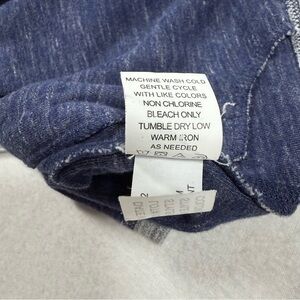 MACHINE WASH COLD
GENTLE CYCLE
WITH LIKE COLORS
NON CHLORINE
BLEACH ONLY
TUMBLE DRY LOW
WARM IRON
AS NEEDED